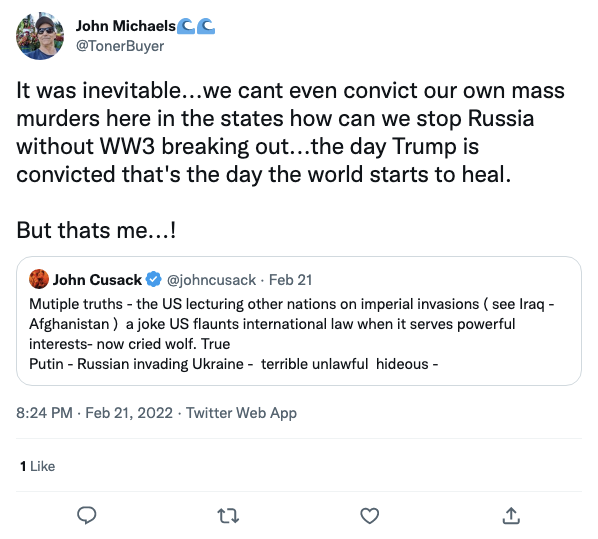 John Michaels🌊🌊
@TonerBuyer
It was inevitable...we cant even convict our own mass
murders here in the states how can we stop Russia
without WW3 breaking out...the day Trump is
convicted that's the day the world starts to heal.
But thats me...!
John Cusack @johncusack · Feb 21
Mutiple truths - the US lecturing other nations on imperial invasions ( see Iraq -
Afghanistan )  a joke US flaunts international law when it serves powerful
interests- now cried wolf. True
Putin - Russian invading Ukraine -  terrible unlawful  hideous -
8:24 PM · Feb 21, 2022 · Twitter Web App
1 Like